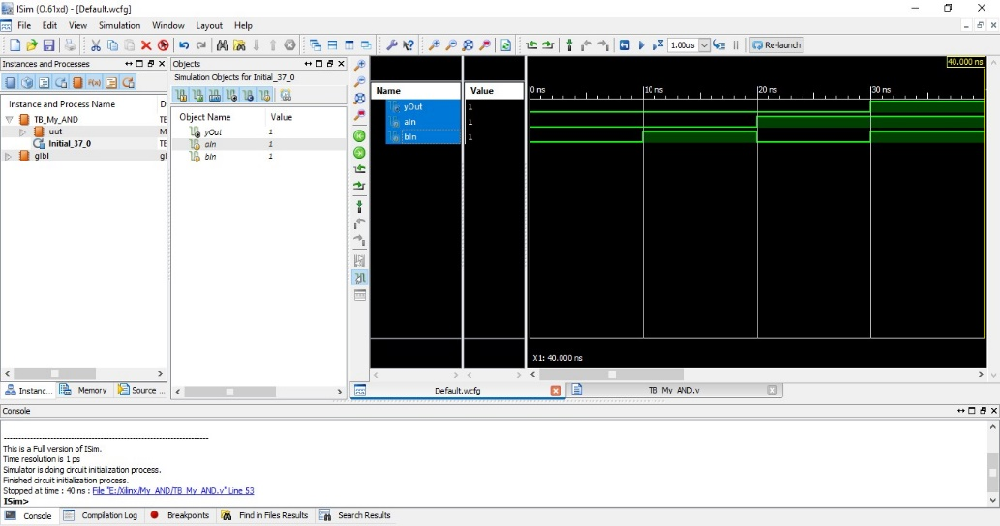 ISim (O.61xd) - [Default.wcfg]
File Edit View Simulation Window Layout Help
1.00us Re-launch
Instances and Processes
Instance and Process Name D
TB_My_AND TE
uut M
Initial_37_0 TE
glbl gl
Instanc... Memory Source ...
Objects
Simulation Objects for Initial_37_0
Object Name Value
yOut 1
aIn 1
bIn 1
Name Value
yOut 1
aIn 1
bIn 1
40.000 ns
0 ns 10 ns 20 ns 30 ns
X1: 40.000 ns
Default.wcfg TB_My_AND.v
Console
This is a Full version of ISim.
Time resolution is 1 ps
Simulator is doing circuit initialization process.
Finished circuit initialization process.
Stopped at time : 40 ns : File "E:/Xilinx/My_AND/TB_My_AND.v" Line 53
ISim>
Console Compilation Log Breakpoints Find in Files Results Search Results